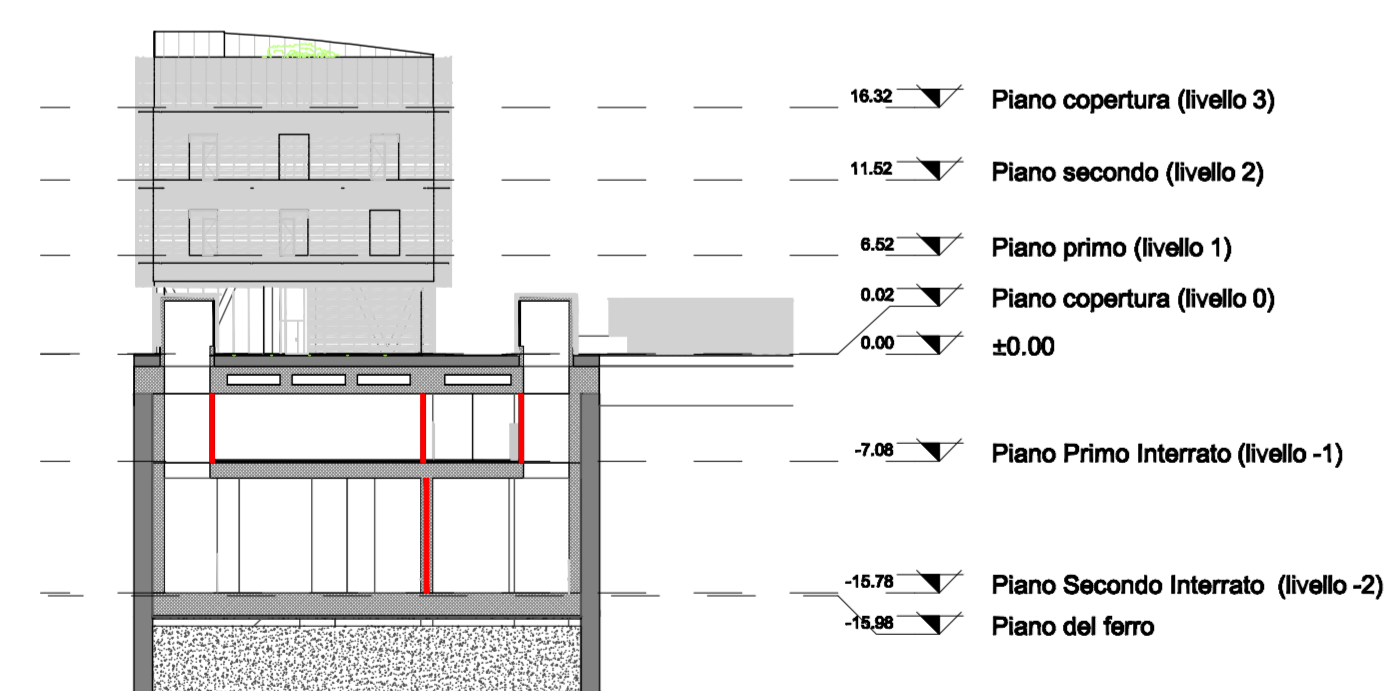 16.32 Piano copertura (livello 3)
11.52 Piano secondo (livello 2)
6.52 Piano primo (livello 1)
0.02 Piano copertura (livello 0)
0.00 ±0.00
-7.08 Piano Primo Interrato (livello -1)
-15.78 Piano Secondo Interrato (livello -2)
-15.98 Piano del ferro